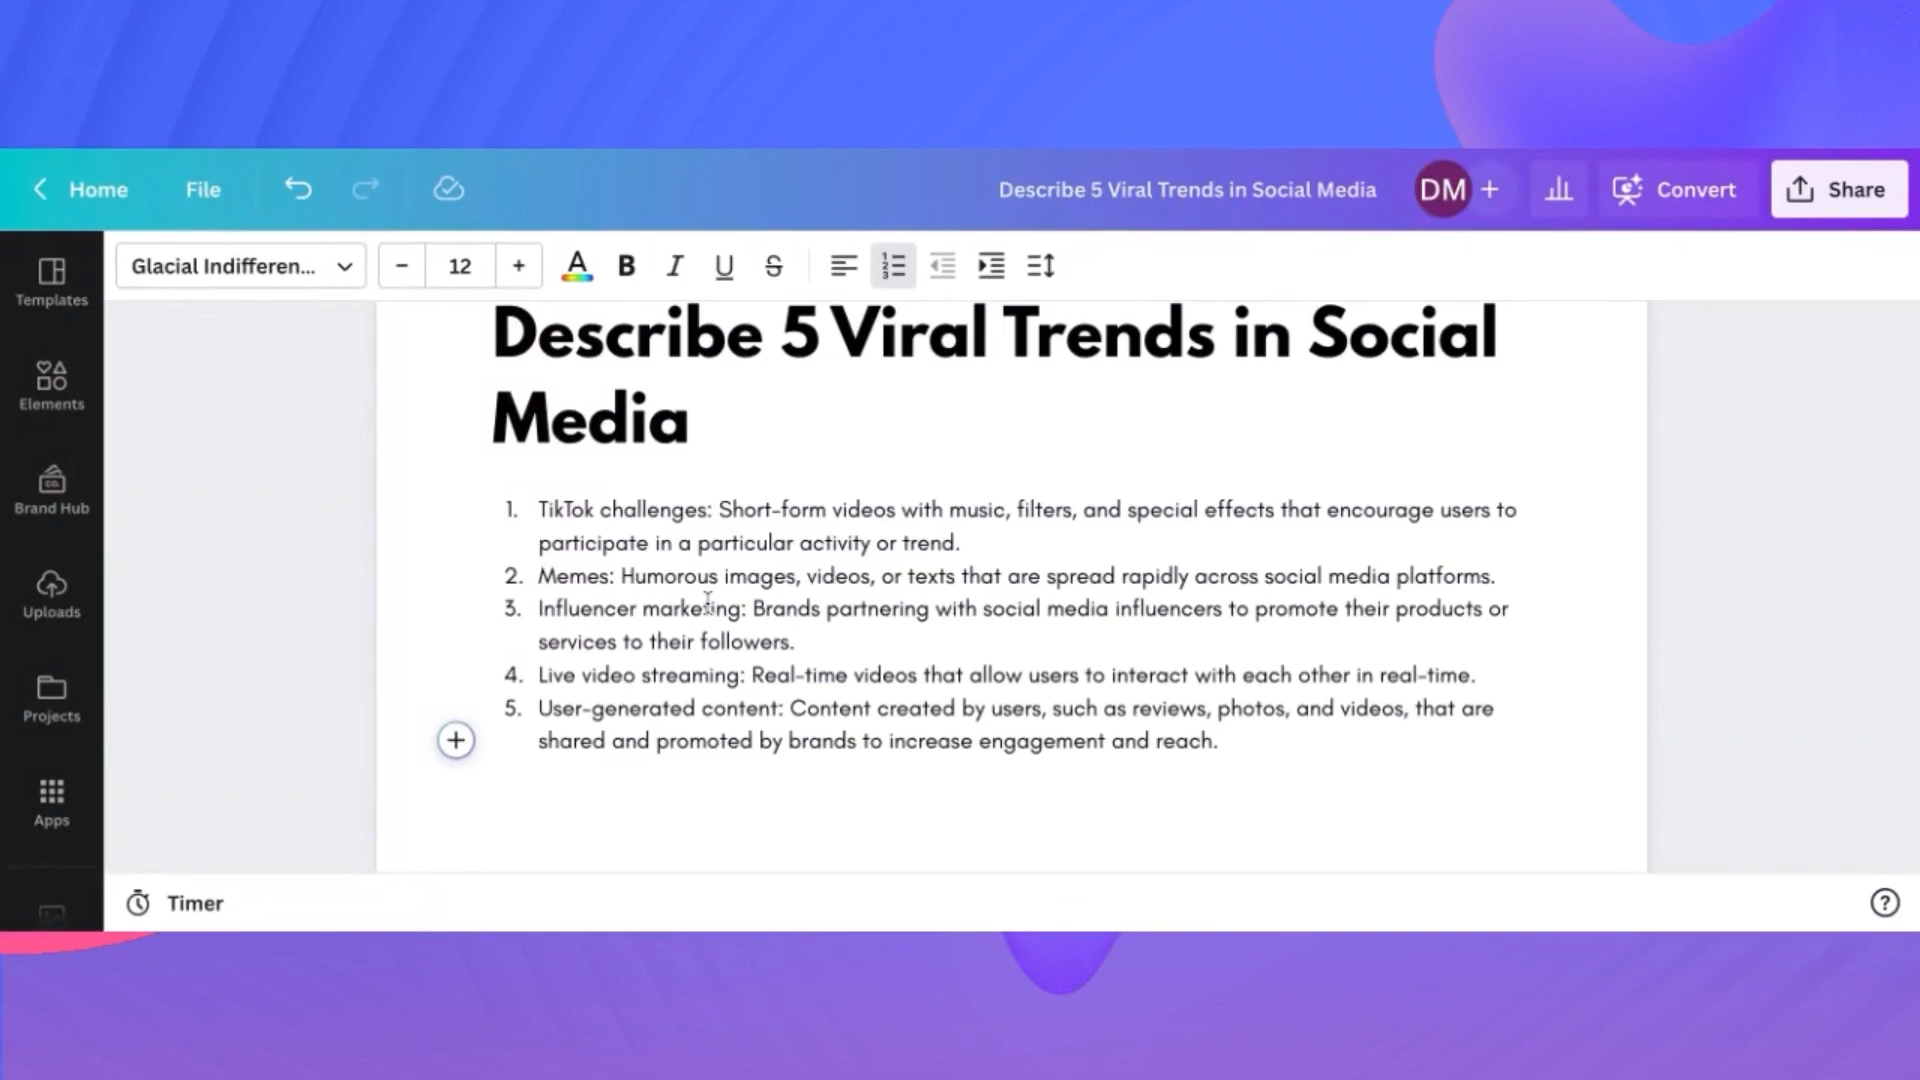 Home File Describe 5 Viral Trends in Social Media DM + Convert Share
Glacial Indifferen... − 12 + A B I U S
Templates
Elements
Brand Hub
Uploads
Projects
Apps
Describe 5 Viral Trends in Social
Media
1. TikTok challenges: Short-form videos with music, filters, and special effects that encourage users to
participate in a particular activity or trend.
2. Memes: Humorous images, videos, or texts that are spread rapidly across social media platforms.
3. Influencer marketing: Brands partnering with social media influencers to promote their products or
services to their followers.
4. Live video streaming: Real-time videos that allow users to interact with each other in real-time.
5. User-generated content: Content created by users, such as reviews, photos, and videos, that are
shared and promoted by brands to increase engagement and reach.
Timer